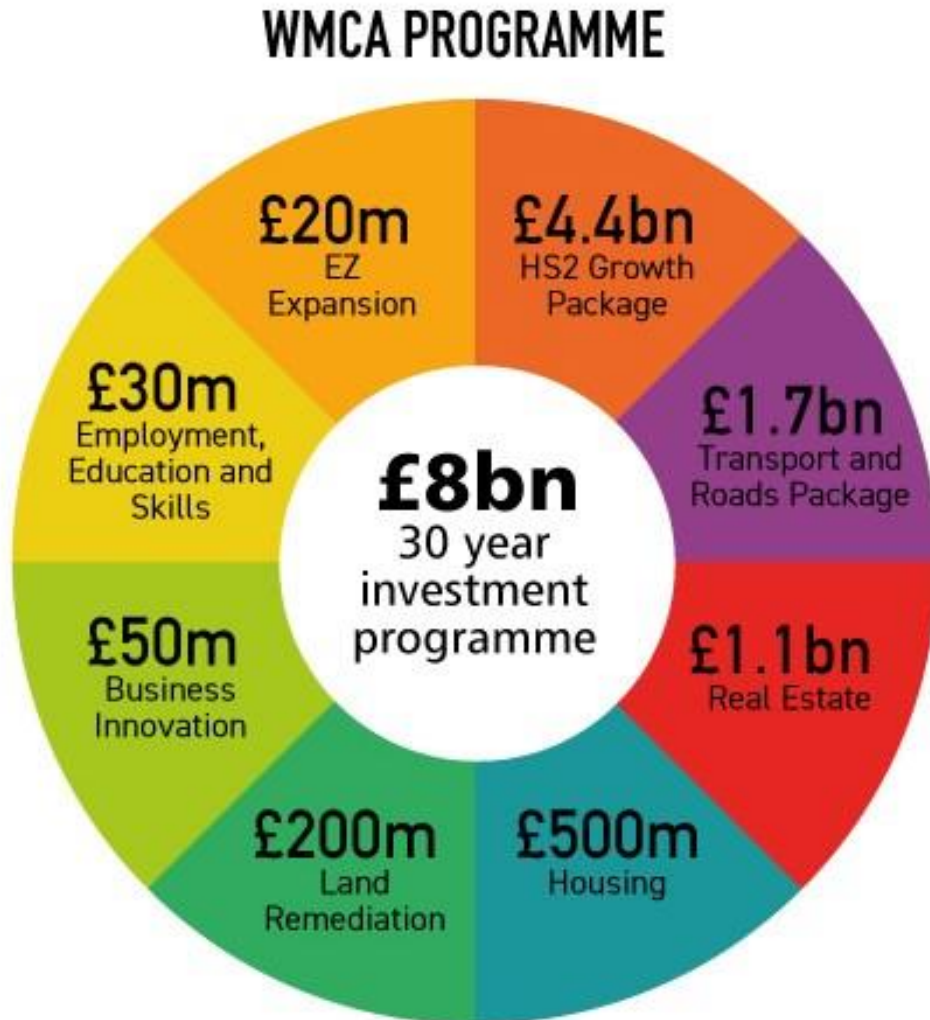 WMCA PROGRAMME
£20m
EZ
Expansion
£4.4bn
HS2 Growth
Package
£30m
Employment,
Education and
Skills
£1.7bn
Transport and
Roads Package
£8bn
30 year
investment
programme
£50m
Business
Innovation
£1.1bn
Real Estate
£200m
Land
Remediation
£500m
Housing